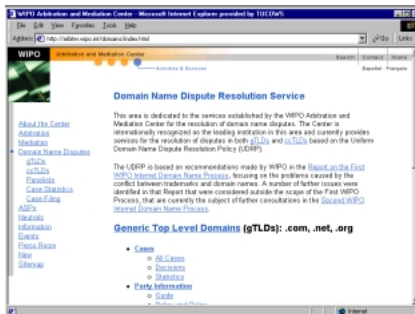 WIPO Arbitration and Mediation Center - Microsoft Internet Explorer provided by TUCOWS
File Edit View Favorites Tools Help
Address http://arbiter.wipo.int/domains/index.html Go Links
WIPO Arbitration and Mediation Center
Search Contact Home
Activities & Services
Español Français
Domain Name Dispute Resolution Service
This area is dedicated to the services established by the WIPO Arbitration and
Mediation Center for the resolution of domain name disputes. The Center is
internationally recognized as the leading institution in this area and currently provides
services for the resolution of disputes in both gTLDs and ccTLDs based on the Uniform
Domain Name Dispute Resolution Policy (UDRP).
The UDRP is based on recommendations made by WIPO in the Report on the First
WIPO Internet Domain Name Process, focusing on the problems caused by the
conflict between trademarks and domain names. A number of further issues were
identified in that Report that were considered outside the scope of the First WIPO
Process, that are currently the subject of further consultations in the Second WIPO
Internet Domain Name Process.
Generic Top Level Domains (gTLDs): .com, .net, .org
Cases
All Cases
Decisions
Statistics
Party Information
Guide
About the Center
Arbitration
Mediation
Domain Name Disputes
gTLDs
ccTLDs
Panelists
Case Statistics
Case Filing
ASPs
Neutrals
Information
Events
Press Room
New
Sitemap
Internet